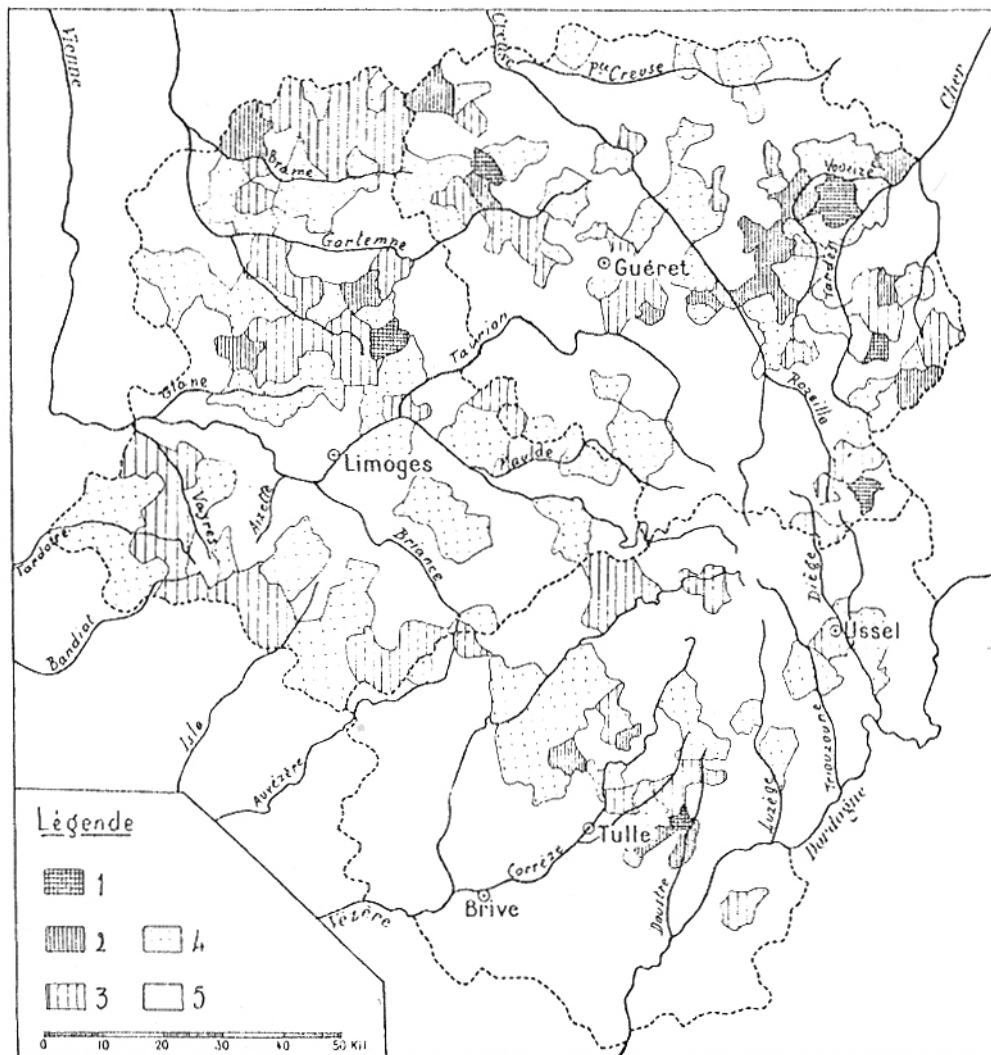 Vienne
Creuse
pte Creuse
Cher
Brame
Voueize
Gartempe
Guéret
Tardes
Taurion
Glane
Rozeille
Limoges
Maulde
Vayres
Aixette
Tardoire
Briance
Diège
Bandiat
Ussel
Isle
Triouzoune
Auvézère
Luzège
Dordogne
Légende
Tulle
Corrèze
1
Brive
Doustre
Vézère
2 4
3 5
0 10 20 30 40 50 Kil